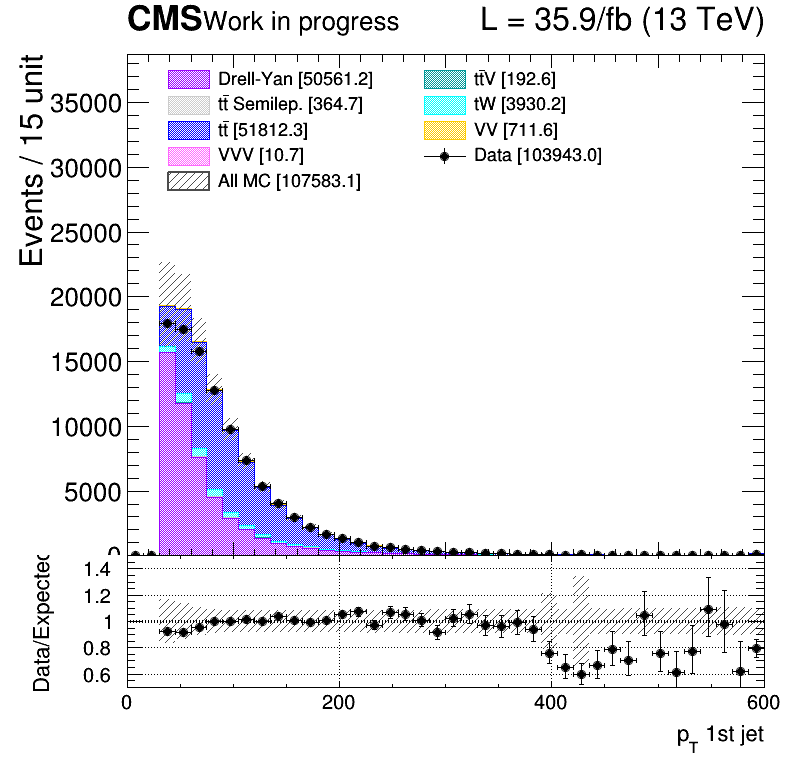 CMS Work in progress L = 35.9/fb (13 TeV)
Events / 15 unit
35000
30000
25000
20000
15000
10000
5000
0
Drell-Yan [50561.2]
tt̄ Semilep. [364.7]
tt̄ [51812.3]
VVV [10.7]
All MC [107583.1]
tt̄V [192.6]
tW [3930.2]
VV [711.6]
Data [103943.0]
Data/Expected
1.4
1.2
1
0.8
0.6
0 200 400 600
p_T 1st jet